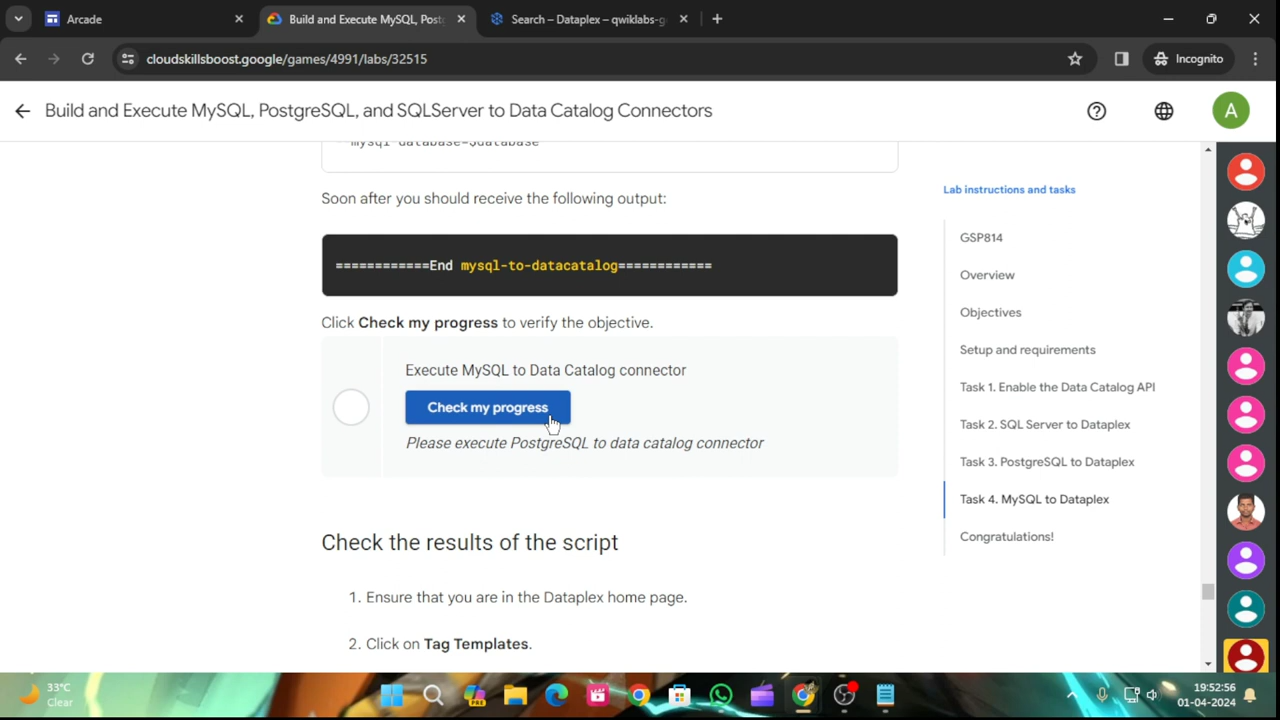 Arcade
Build and Execute MySQL, Post
Search – Dataplex – qwiklabs-g
cloudskillsboost.google/games/4991/labs/32515
Incognito
Build and Execute MySQL, PostgreSQL, and SQLServer to Data Catalog Connectors
A
--mysql-database=$database
Soon after you should receive the following output:
============End mysql-to-datacatalog============
Click Check my progress to verify the objective.
Execute MySQL to Data Catalog connector
Check my progress
Please execute PostgreSQL to data catalog connector
Check the results of the script
1. Ensure that you are in the Dataplex home page.
2. Click on Tag Templates.
Lab instructions and tasks
GSP814
Overview
Objectives
Setup and requirements
Task 1. Enable the Data Catalog API
Task 2. SQL Server to Dataplex
Task 3. PostgreSQL to Dataplex
Task 4. MySQL to Dataplex
Congratulations!
33°C
Clear
PRE
19:52:56
01-04-2024